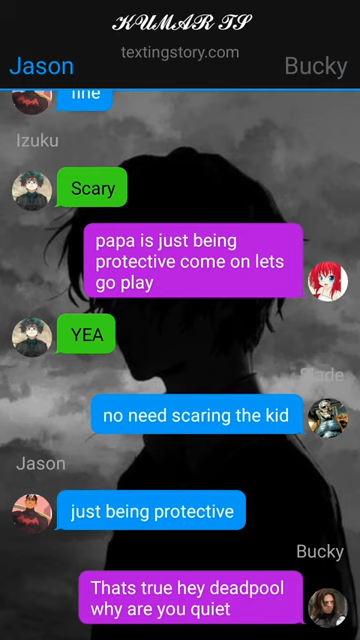 KUMAR TS
textingstory.com
Jason
Bucky
fine
Izuku
Scary
papa is just being
protective come on lets
go play
YEA
Slade
no need scaring the kid
Jason
just being protective
Bucky
Thats true hey deadpool
why are you quiet